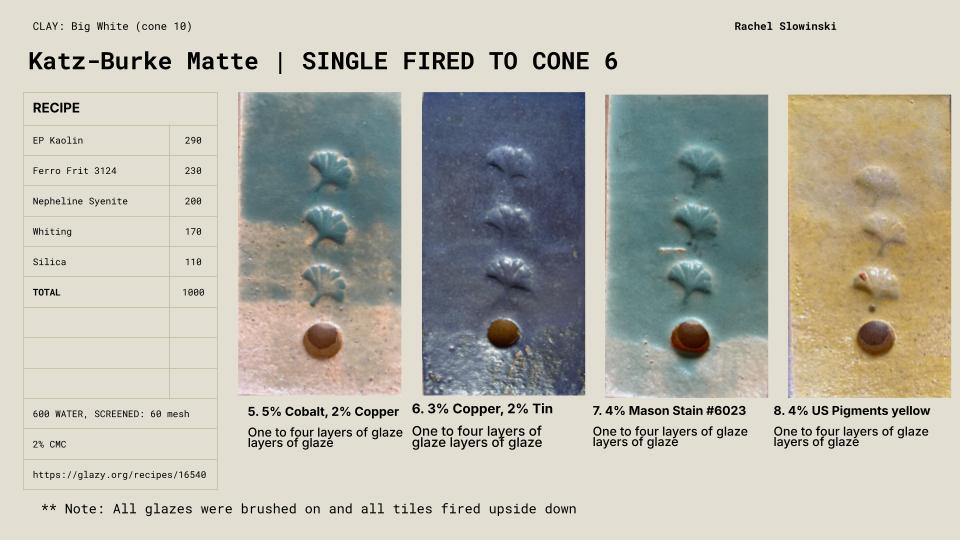 CLAY: Big White (cone 10)
Rachel Slowinski
Katz-Burke Matte | SINGLE FIRED TO CONE 6
RECIPE
EP Kaolin 290
Ferro Frit 3124 230
Nepheline Syenite 200
Whiting 170
Silica 110
TOTAL 1000
600 WATER, SCREENED: 60 mesh
2% CMC
https://glazy.org/recipes/16540
5. 5% Cobalt, 2% Copper
One to four layers of glaze
layers of glaze
6. 3% Copper, 2% Tin
One to four layers of
glaze layers of glaze
7. 4% Mason Stain #6023
One to four layers of glaze
layers of glaze
8. 4% US Pigments yellow
One to four layers of glaze
layers of glaze
** Note: All glazes were brushed on and all tiles fired upside down